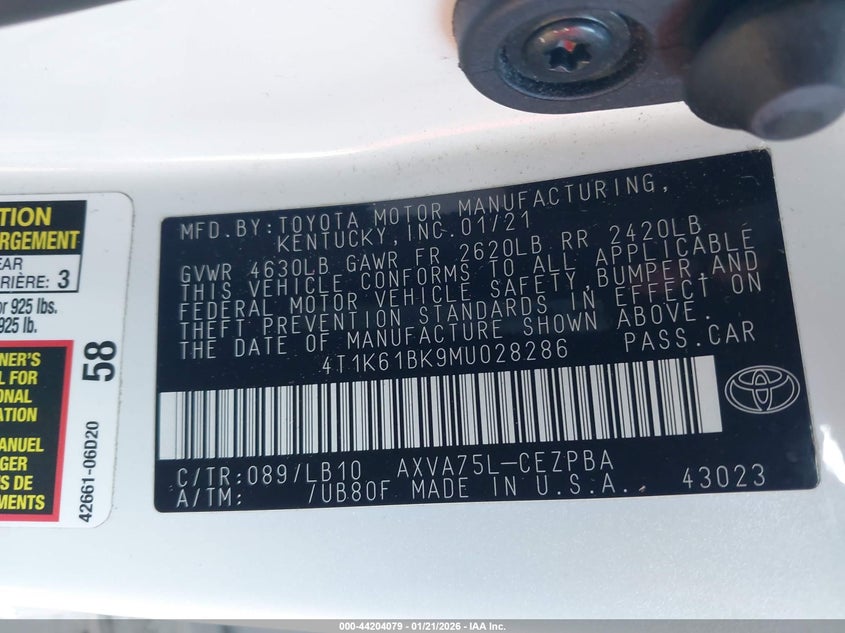 MFD.BY:TOYOTA MOTOR MANUFACTURING,
KENTUCKY,INC.01/21
GVWR 4630LB GAWR FR 2620LB RR 2420LB
THIS VEHICLE CONFORMS TO ALL APPLICABLE
FEDERAL MOTOR VEHICLE SAFETY,BUMPER,AND
THEFT PREVENTION STANDARDS IN EFFECT ON
THE DATE OF MANUFACTURE SHOWN ABOVE.
4T1K61BK9MU028286 PASS.CAR
C/TR:089/LB10 AXVA75L-CEZPBA
A/TM: /UB80F MADE IN U.S.A. 43023
TION
RGEMENT
EAR
RRIÈRE: 3
or 925 lbs.
925 lb.
NER'S
L FOR
ONAL
ATION
ANUEL
GER
DE
EMENTS
58
42661-06D20
000-44204079 - 01/21/2026 - IAA Inc.